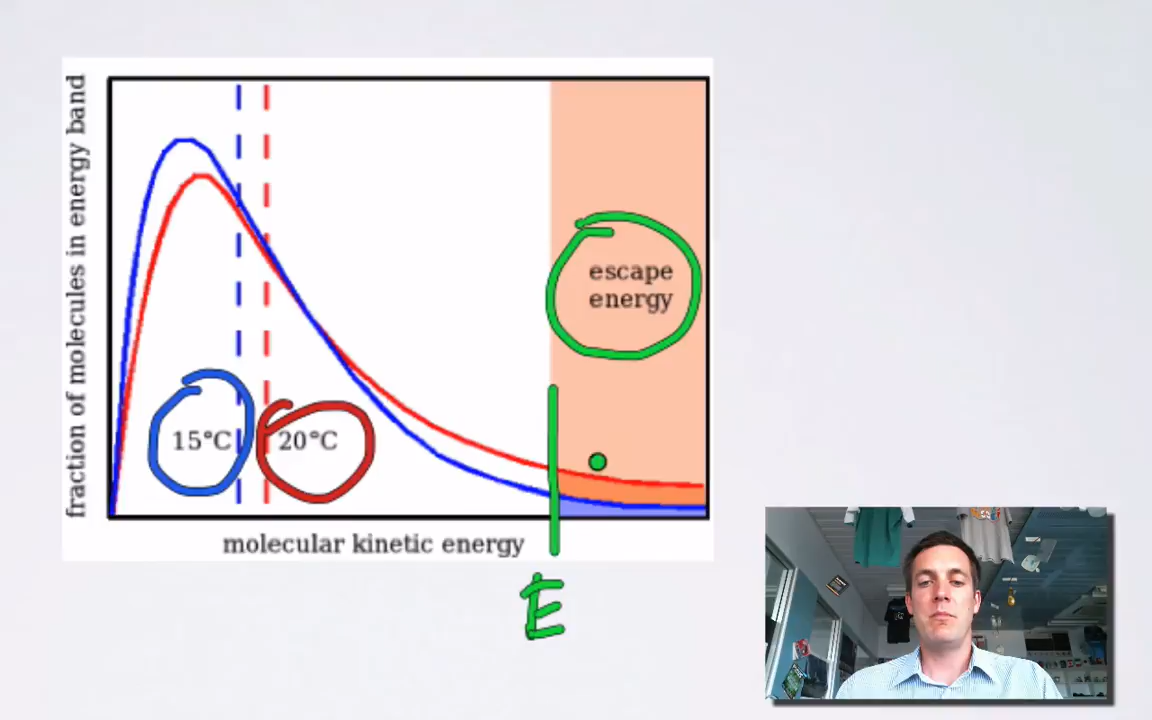 fraction of molecules in energy band
escape
energy
15°C
20°C
molecular kinetic energy
E